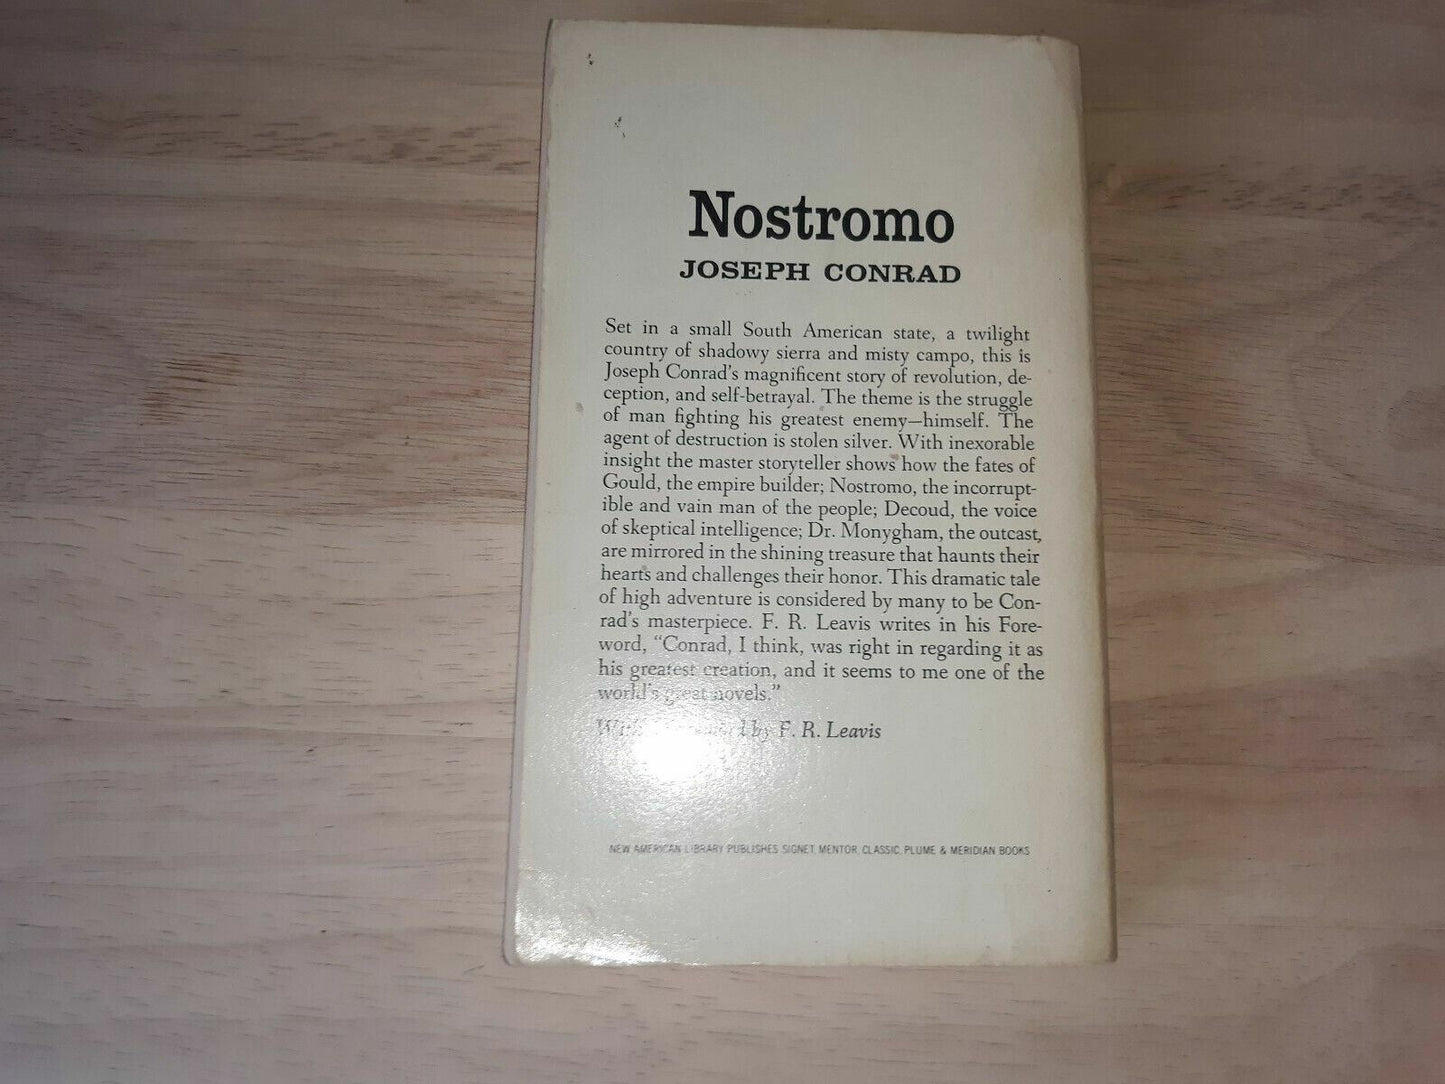 Nostromo
JOSEPH CONRAD
Set in a small South American state, a twilight
country of shadowy sierra and misty campo, this is
Joseph Conrad's magnificent story of revolution, de-
ception, and self-betrayal. The theme is the struggle
of man fighting his greatest enemy—himself. The
agent of destruction is stolen silver. With inexorable
insight the master storyteller shows how the fates of
Gould, the empire builder; Nostromo, the incorrupt-
ible and vain man of the people; Decoud, the voice
of skeptical intelligence; Dr. Monygham, the outcast,
are mirrored in the shining treasure that haunts their
hearts and challenges their honor. This dramatic tale
of high adventure is considered by many to be Con-
rad's masterpiece. F. R. Leavis writes in his Fore-
word, "Conrad, I think, was right in regarding it as
his greatest creation, and it seems to me one of the
world's great novels."
With by F. R. Leavis
NEW AMERICAN LIBRARY PUBLISHES SIGNET, MENTOR, CLASSIC, PLUME & MERIDIAN BOOKS